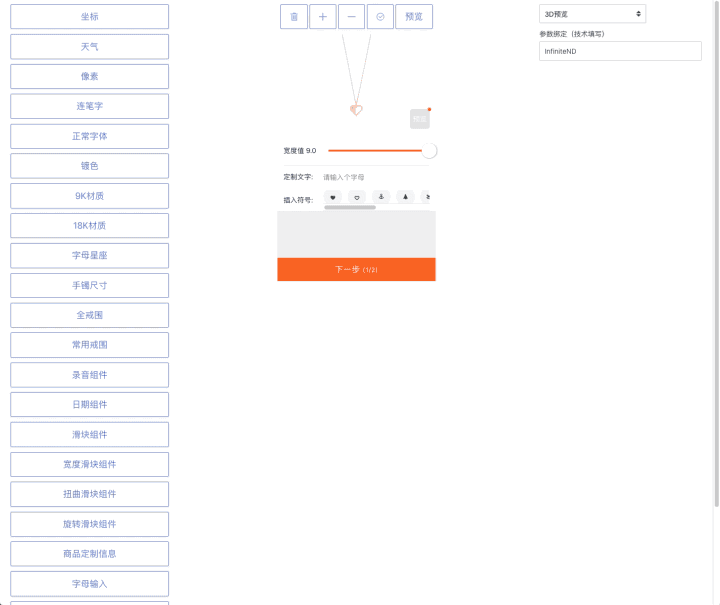 坐标
天气
像素
连笔字
正常字体
镀色
9K材质
18K材质
字母星座
手镯尺寸
全戒围
常用戒围
录音组件
日期组件
滑块组件
宽度滑块组件
扭曲滑块组件
旋转滑块组件
商品定制信息
字母输入
预览
预览
宽度值 9.0
定制文字: 请输入个字母
插入符号:
下一步 (1/2)
3D预览
参数绑定（技术填写）
InfiniteND